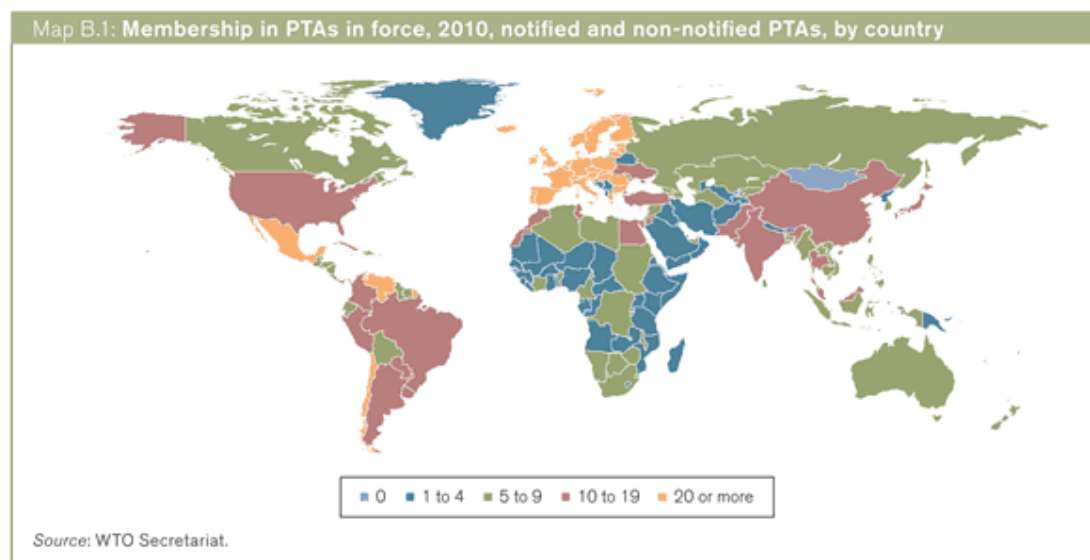 Map B.1: Membership in PTAs in force, 2010, notified and non-notified PTAs, by country
0 1 to 4 5 to 9 10 to 19 20 or more
Source: WTO Secretariat.